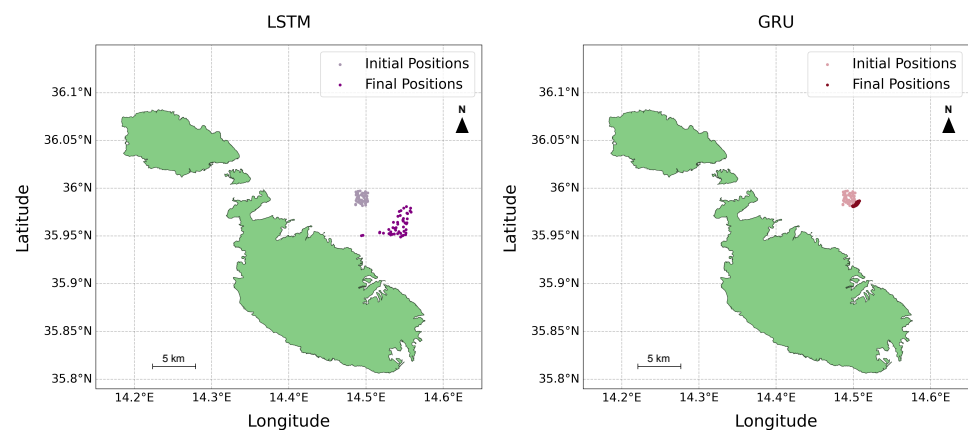 LSTM
Initial Positions
Final Positions
N
36.1°N
36.05°N
36°N
35.95°N
35.9°N
35.85°N
35.8°N
Latitude
5 km
14.2°E
14.3°E
14.4°E
14.5°E
14.6°E
Longitude
GRU
Initial Positions
Final Positions
N
36.1°N
36.05°N
36°N
35.95°N
35.9°N
35.85°N
35.8°N
Latitude
5 km
14.2°E
14.3°E
14.4°E
14.5°E
14.6°E
Longitude